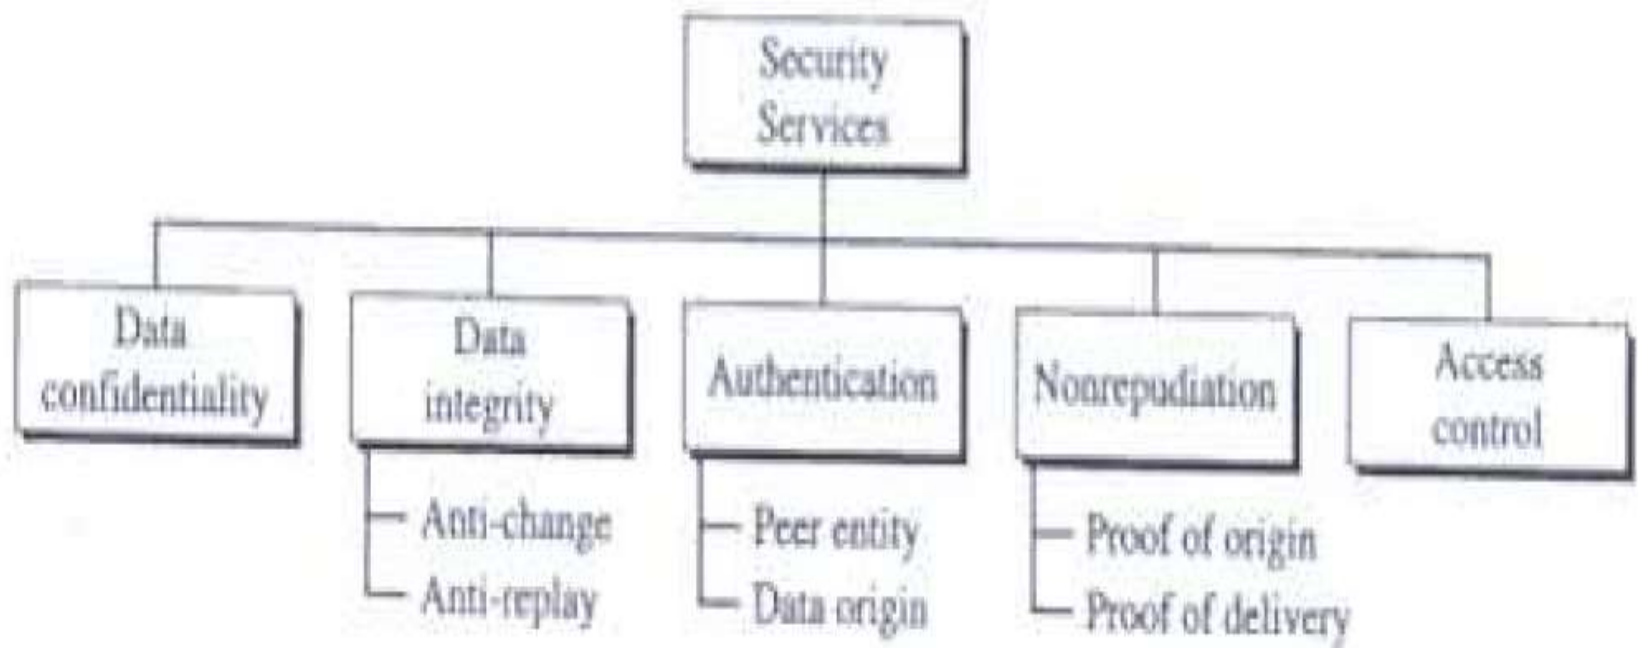 Security
Services
Data
confidentiality
Data
integrity
Authentication
Nonrepudiation
Access
control
Anti-change
Anti-replay
Peer entity
Data origin
Proof of origin
Proof of delivery